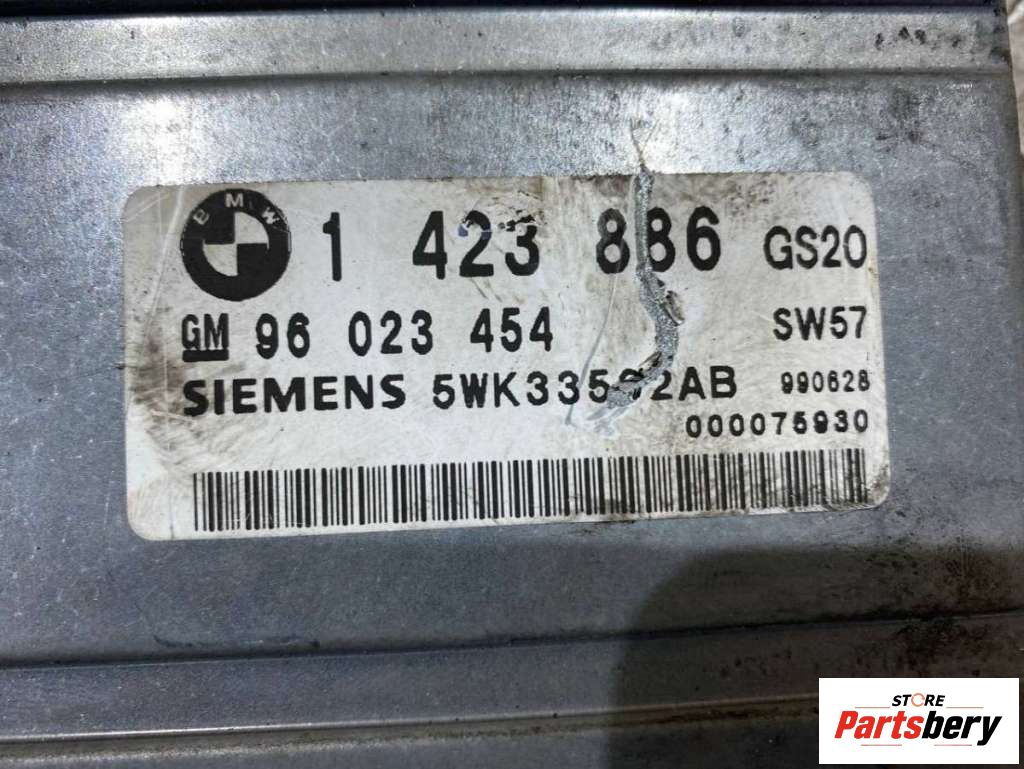 BMW 1 423 886 GS20
GM 96 023 454 SW57
SIEMENS 990628
000075930
STORE
Partsbery